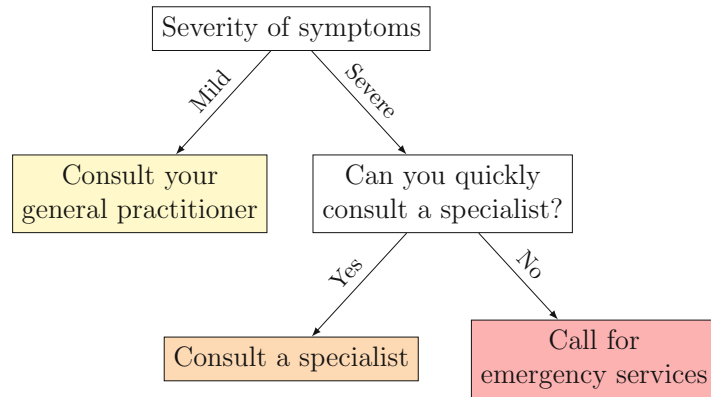 Severity of symptoms
Mild
Severe
Consult your
general practitioner
Can you quickly
consult a specialist?
Yes
No
Consult a specialist
Call for
emergency services